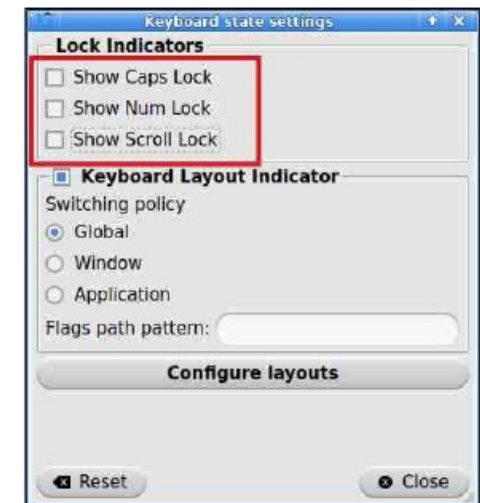 Keyboard state settings
Lock Indicators
Show Caps Lock
Show Num Lock
Show Scroll Lock
Keyboard Layout Indicator
Switching policy
Global
Window
Application
Flags path pattern:
Configure layouts
Reset
Close